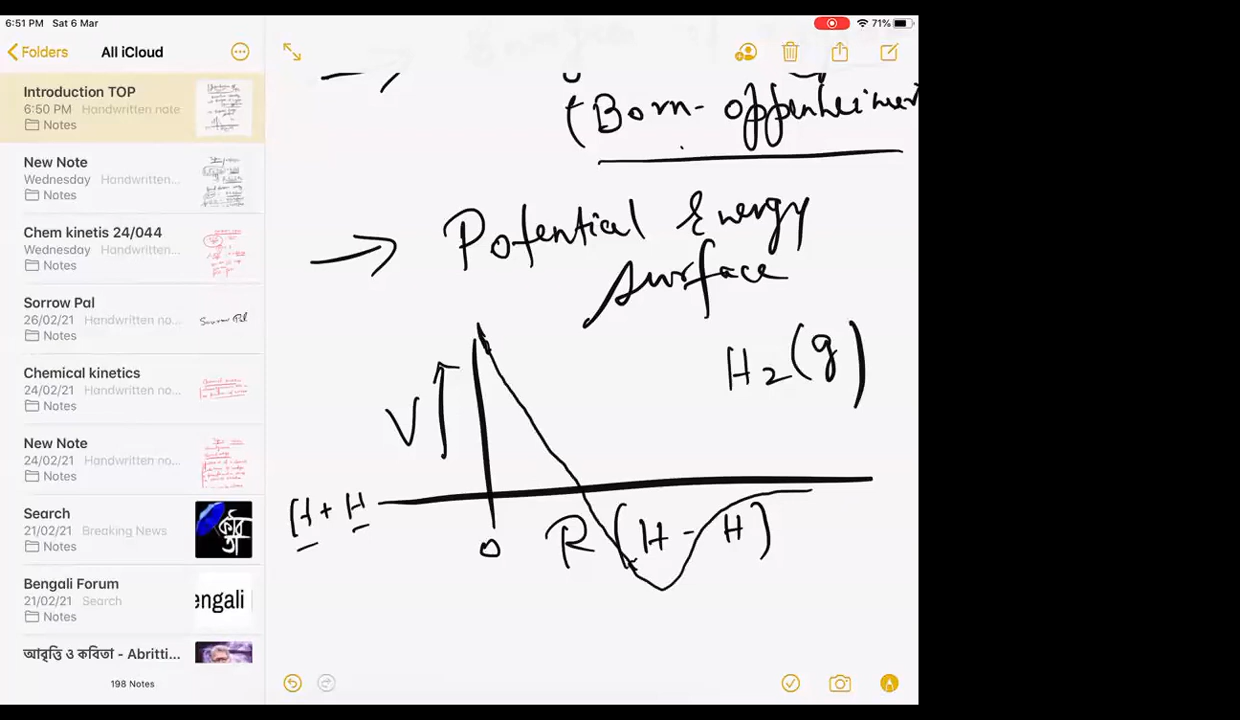 6:51 PM Sat 6 Mar
71%
Folders
All iCloud
Introduction TOP
6:50 PM Handwritten note
Notes
New Note
Wednesday Handwritten...
Notes
Chem kinetis 24/044
Wednesday Handwritten...
Notes
Sorrow Pal
26/02/21 Handwritten no...
Notes
Chemical kinetics
24/02/21 Handwritten no...
Notes
New Note
24/02/21 Handwritten no...
Notes
Search
21/02/21 Breaking News
Notes
Bengali Forum
21/02/21 Search
Notes
engali
আবৃত্তি ও কবিতা - Abritti...
198 Notes
(Born-oppenheimer
→ Potential Energy
surface
H2(g)
V
H + H
0
R (H - H)